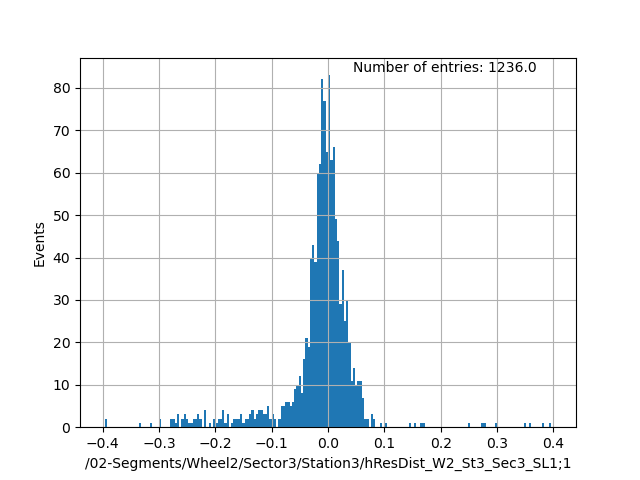 Number of entries: 1236.0
Events
80
70
60
50
40
30
20
10
0
−0.4 −0.3 −0.2 −0.1 0.0 0.1 0.2 0.3 0.4
/02-Segments/Wheel2/Sector3/Station3/hResDist_W2_St3_Sec3_SL1;1